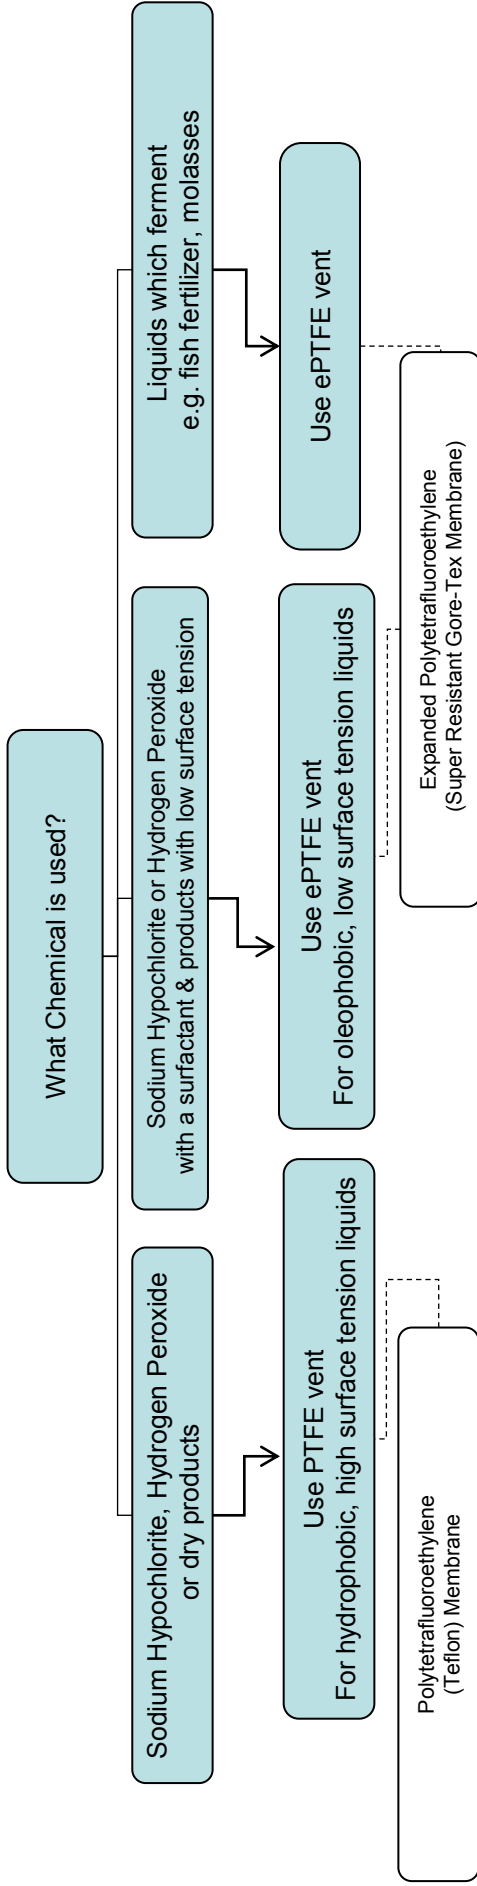 What Chemical is used?
Sodium Hypochlorite, Hydrogen Peroxide
or dry products
Sodium Hypochlorite or Hydrogen Peroxide
with a surfactant & products with low surface tension
Liquids which ferment
e.g. fish fertilizer, molasses
Use PTFE vent
For hydrophobic, high surface tension liquids
Use ePTFE vent
For oleophobic, low surface tension liquids
Use ePTFE vent
Polytetrafluoroethylene
(Teflon) Membrane
Expanded Polytetrafluoroethylene
(Super Resistant Gore-Tex Membrane)